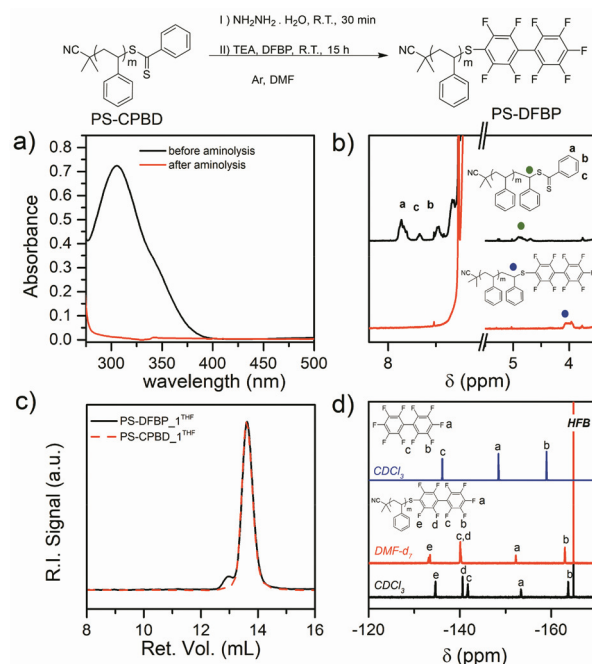 I ) NH2NH2 . H2O, R.T., 30 min
II) TEA, DFBP, R.T., 15 h
Ar, DMF
NC
m
S
S
PS-CPBD
NC
m
S
F F F F
F
F F F F
PS-DFBP
a)
before aminolysis
after aminolysis
0.8
0.7
0.6
0.5
0.4
0.3
0.2
0.1
0.0
Absorbance
300 350 400 450 500
wavelength (nm)
b)
a
b
c
NC
m
S
S
a c b
NC
m
S
F F F F
F
F F F F
8 5 4
δ (ppm)
c)
PS-DFBP_1THF
PS-CPBD_1THF
R.I. Signal (a.u.)
8 10 12 14 16
Ret. Vol. (mL)
d)
HFB
F F F F
F F a
F F F F
c b
c a b
CDCl3
NC
m
S
F F F F
F a
F F F F
e d c b
c,d
e a b
DMF-d7
e d c a b
CDCl3
-120 -140 -160
δ (ppm)